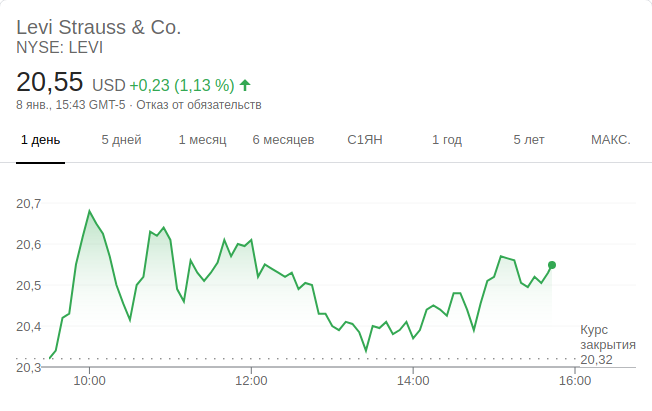 Levi Strauss & Co.
NYSE: LEVI
20,55 USD +0,23 (1,13 %)
8 янв., 15:43 GMT-5 · Отказ от обязательств
1 день 5 дней 1 месяц 6 месяцев С1ЯН 1 год 5 лет МАКС.
20,7
20,6
20,5
20,4
20,3
Курс
закрытия
20,32
10:00 12:00 14:00 16:00